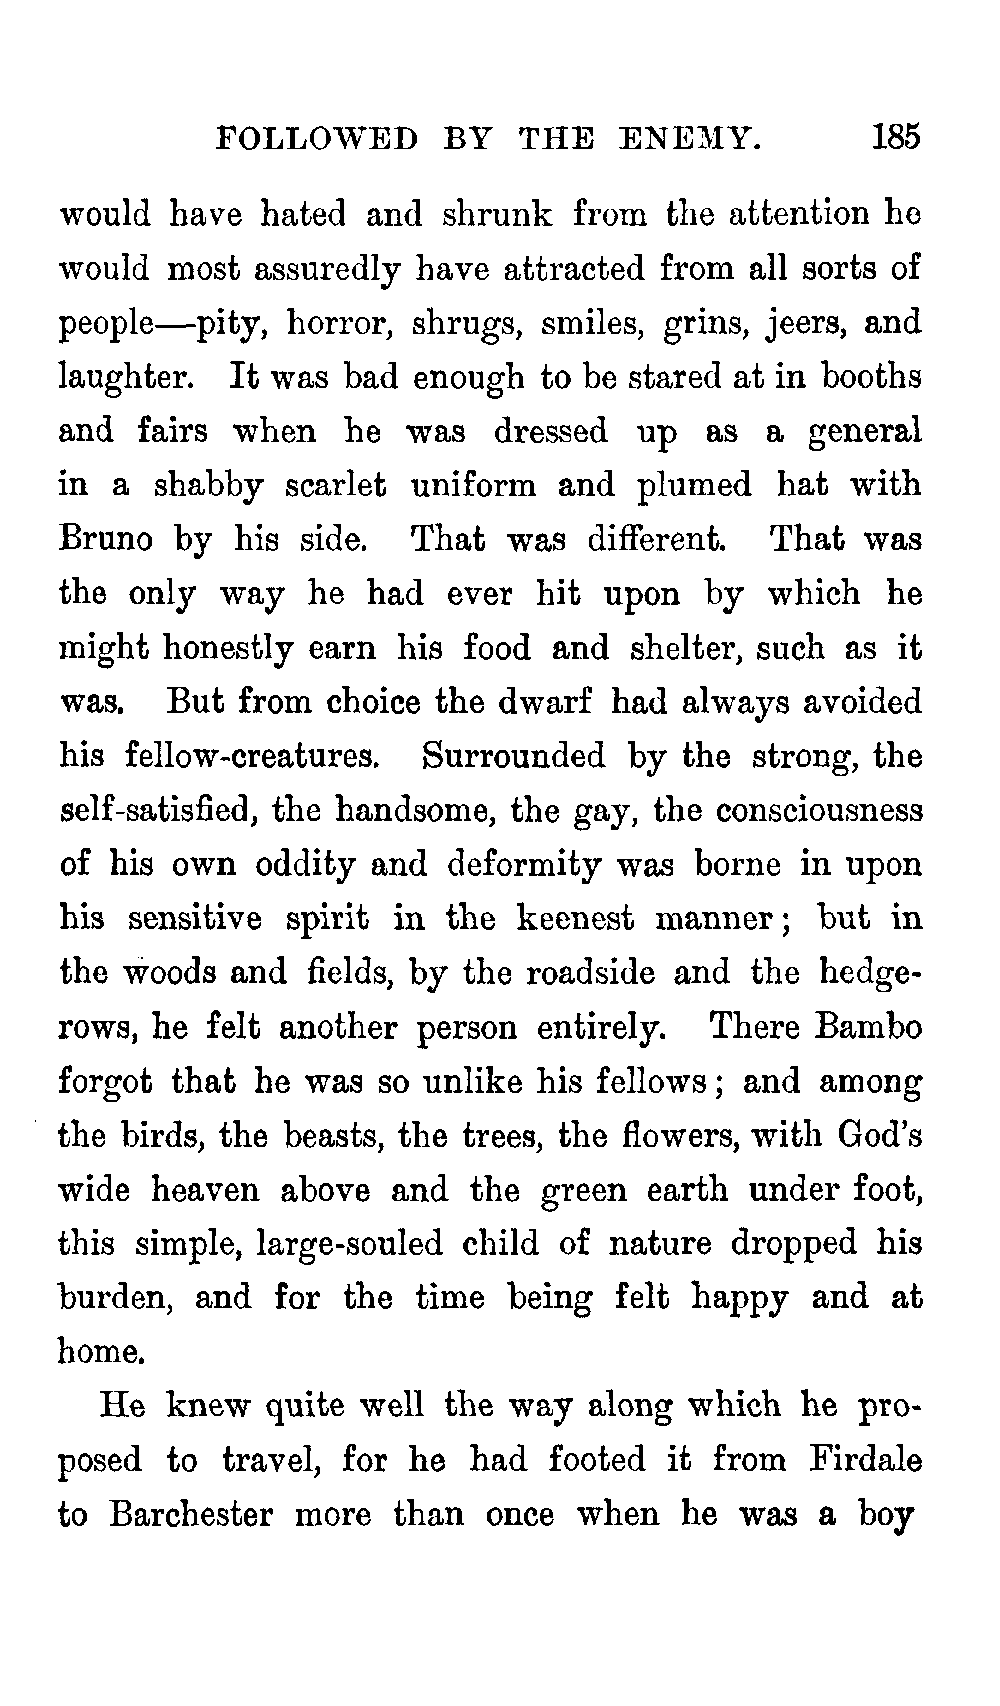 FOLLOWED BY THE ENEMY. 185
would have hated and shrunk from the attention he
would most assuredly have attracted from all sorts of
people—pity, horror, shrugs, smiles, grins, jeers, and
laughter. It was bad enough to be stared at in booths
and fairs when he was dressed up as a general
in a shabby scarlet uniform and plumed hat with
Bruno by his side. That was different. That was
the only way he had ever hit upon by which he
might honestly earn his food and shelter, such as it
was. But from choice the dwarf had always avoided
his fellow-creatures. Surrounded by the strong, the
self-satisfied, the handsome, the gay, the consciousness
of his own oddity and deformity was borne in upon
his sensitive spirit in the keenest manner; but in
the woods and fields, by the roadside and the hedge-
rows, he felt another person entirely. There Bambo
forgot that he was so unlike his fellows; and among
the birds, the beasts, the trees, the flowers, with God's
wide heaven above and the green earth under foot,
this simple, large-souled child of nature dropped his
burden, and for the time being felt happy and at
home.
He knew quite well the way along which he pro-
posed to travel, for he had footed it from Firdale
to Barchester more than once when he was a boy